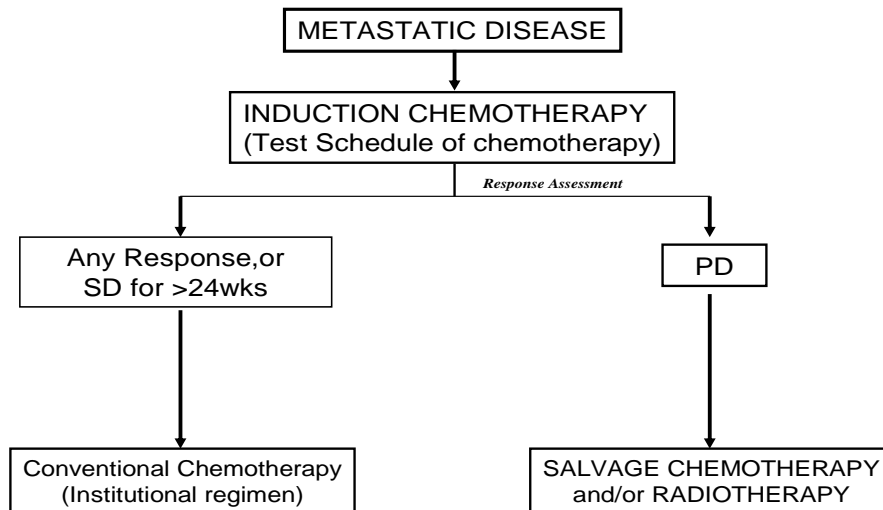 METASTATIC DISEASE
INDUCTION CHEMOTHERAPY
(Test Schedule of chemotherapy)
Response Assessment
Any Response,or
SD for >24wks
PD
Conventional Chemotherapy
(Institutional regimen)
SALVAGE CHEMOTHERAPY
and/or RADIOTHERAPY